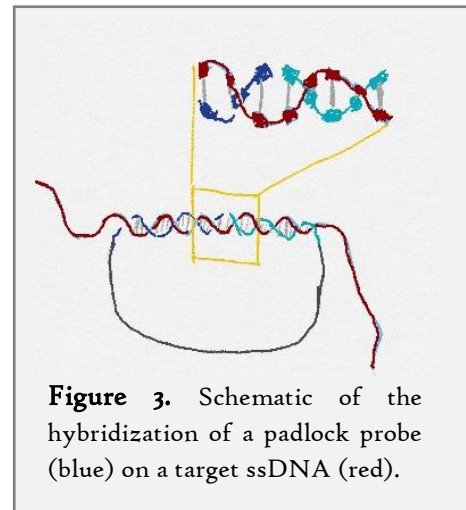 Figure 3. Schematic of the
hybridization of a padlock probe
(blue) on a target ssDNA (red).